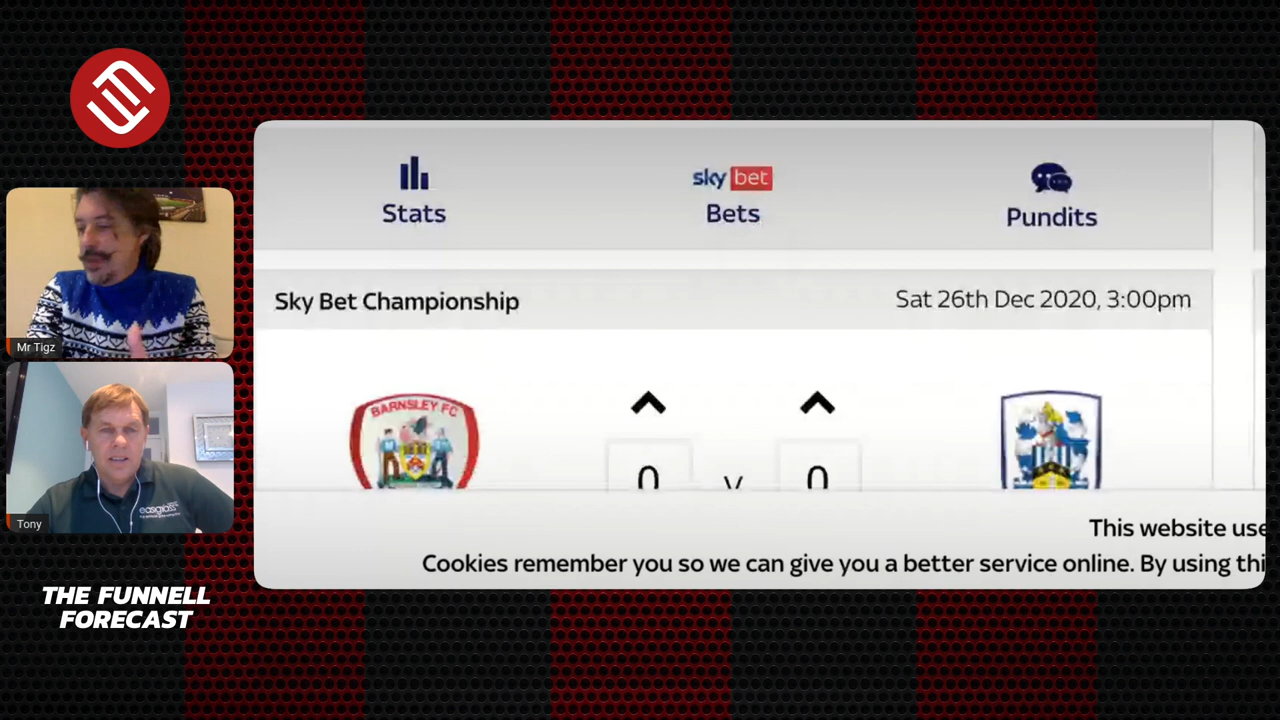 Stats
sky bet
Bets
Pundits
Sky Bet Championship
Sat 26th Dec 2020, 3:00pm
BARNSLEY FC
0 v 0
This website use
Cookies remember you so we can give you a better service online. By using thi
Mr Tigz
easigrass
Tony
THE FUNNELL
FORECAST